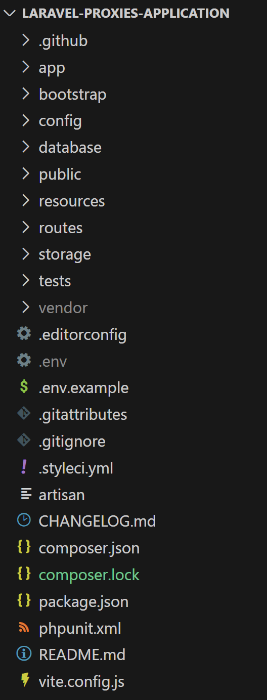 LARAVEL-PROXIES-APPLICATION
.github
app
bootstrap
config
database
public
resources
routes
storage
tests
vendor
.editorconfig
.env
.env.example
.gitattributes
.gitignore
.styleci.yml
artisan
CHANGELOG.md
composer.json
composer.lock
package.json
phpunit.xml
README.md
vite.config.js